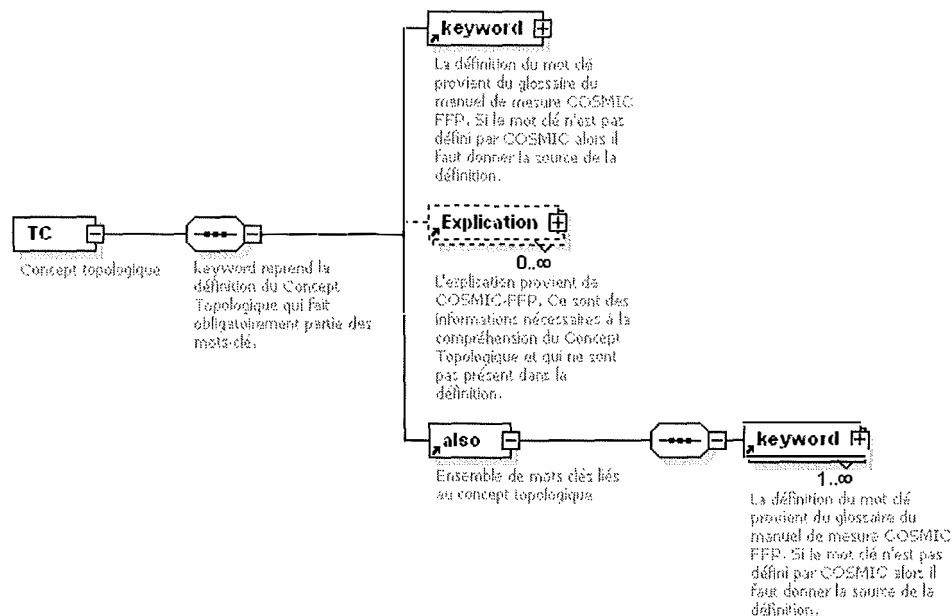 keyword
La définition du mot clé
provient du glossaire du
manuel de mesure COSMIC
FFP. Si le mot clé n'est pas
défini par COSMIC alors il
faut donner la source de la
définition.
Explication
0..∞
L'explication provient de
COSMIC-FFP. Ce sont des
informations nécessaires à la
compréhension du Concept
Topologique et qui ne sont
pas présent dans la
définition.
TC
Concept topologique
keyword reprend la
définition du Concept
Topologique qui fait
obligatoirement partie des
mots-clé.
also
Ensemble de mots clés liés
au concept topologique
keyword
1..∞
La définition du mot clé
provient du glossaire du
manuel de mesure COSMIC
FFP. Si le mot clé n'est pas
défini par COSMIC alors il
faut donner la source de la
définition.